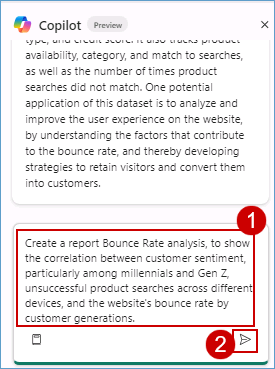 Copilot Preview ×
type, and credit score. It also tracks product
availability, category, and match to searches,
as well as the number of times product
searches did not match. One potential
application of this dataset is to analyze and
improve the user experience on the website,
by understanding the factors that contribute
to the bounce rate, and thereby developing
strategies to retain visitors and convert them
into customers.
1
Create a report Bounce Rate analysis, to show
the correlation between customer sentiment,
particularly among millennials and Gen Z,
unsuccessful product searches across different
devices, and the website's bounce rate by
customer generations.
2